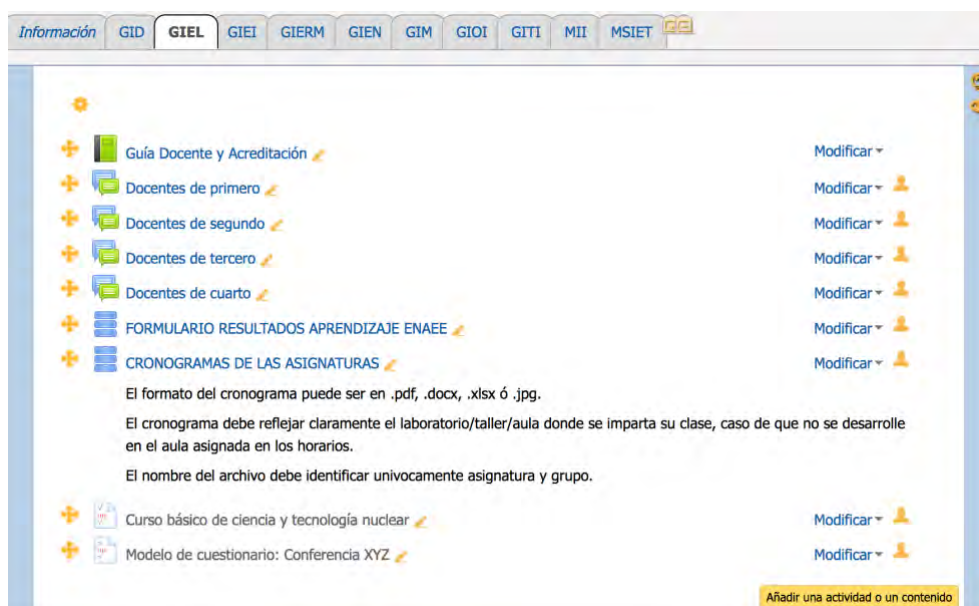 Información GID GIEL GIEI GIERM GIEN GIM GIOI GITI MII MSIET
Guía Docente y Acreditación Modificar
Docentes de primero Modificar
Docentes de segundo Modificar
Docentes de tercero Modificar
Docentes de cuarto Modificar
FORMULARIO RESULTADOS APRENDIZAJE ENAEE Modificar
CRONOGRAMAS DE LAS ASIGNATURAS Modificar
El formato del cronograma puede ser en .pdf, .docx, .xlsx ó .jpg.
El cronograma debe reflejar claramente el laboratorio/taller/aula donde se imparta su clase, caso de que no se desarrolle
en el aula asignada en los horarios.
El nombre del archivo debe identificar univocamente asignatura y grupo.
Curso básico de ciencia y tecnología nuclear Modificar
Modelo de cuestionario: Conferencia XYZ Modificar
Añadir una actividad o un contenido